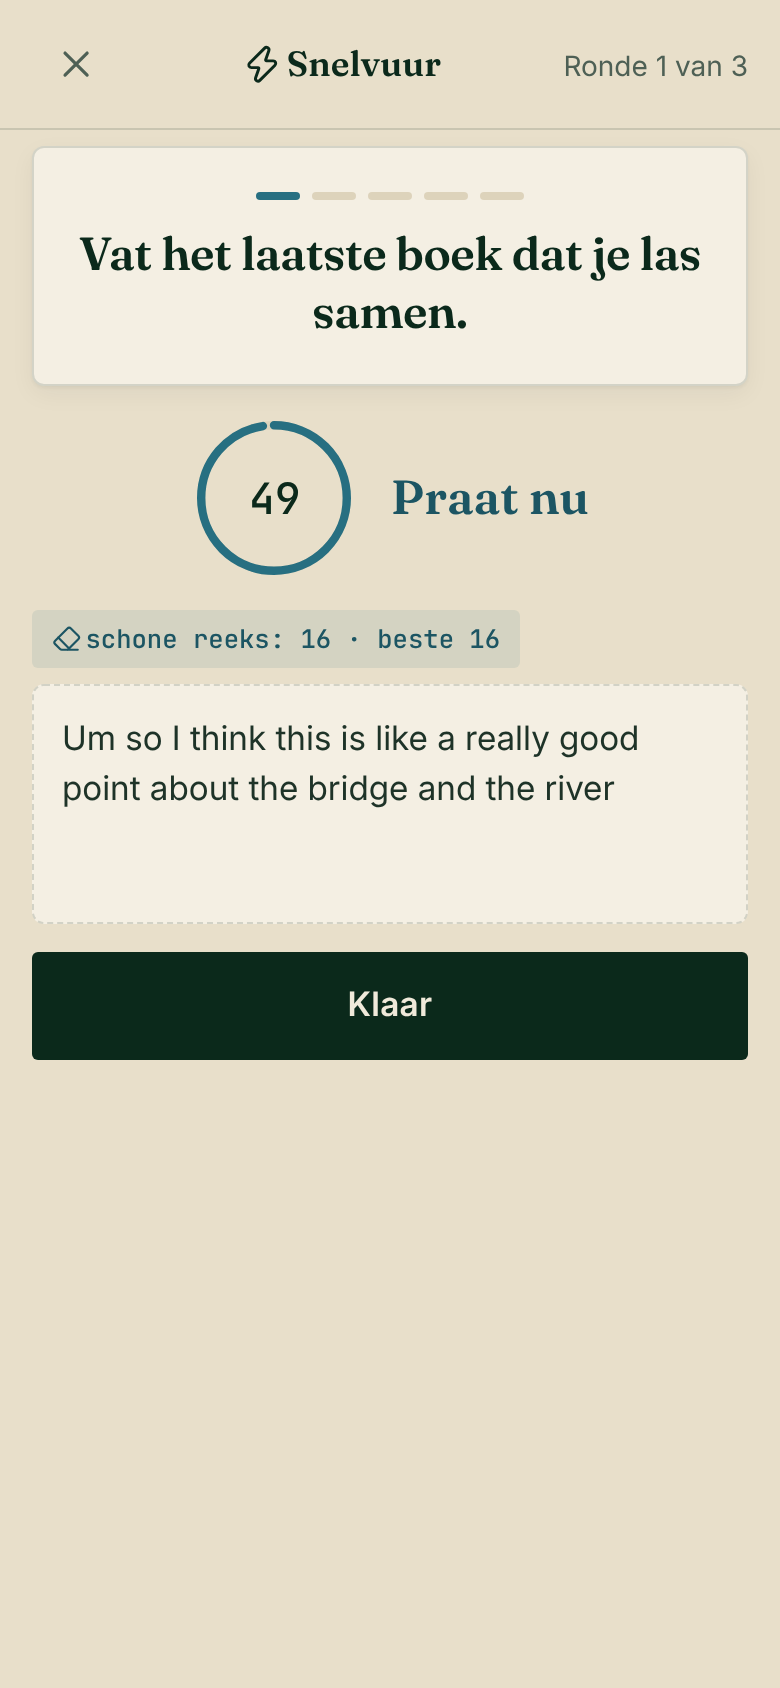 Snelvuur
Ronde 1 van 3
Vat het laatste boek dat je las
samen.
49
Praat nu
schone reeks: 16 · beste 16
Um so I think this is like a really good
point about the bridge and the river
Klaar